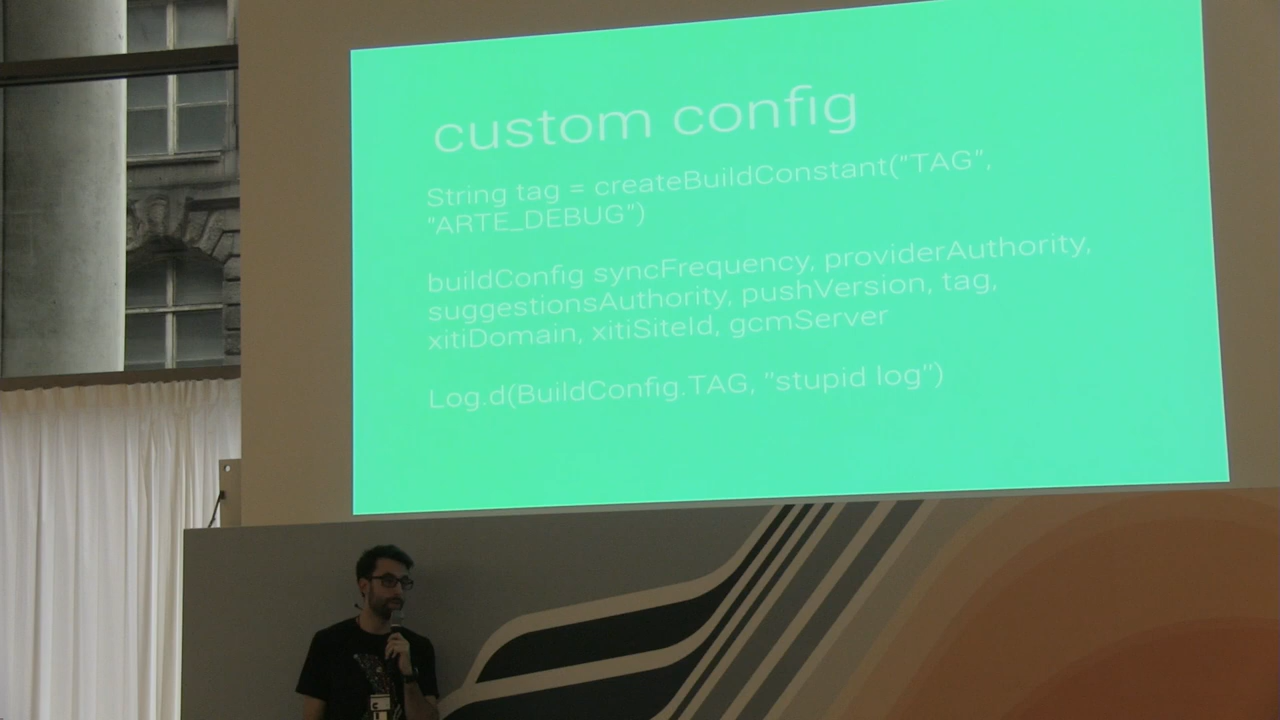 custom config
String tag = createBuildConstant("TAG",
"ARTE_DEBUG")
buildConfig syncFrequency, providerAuthority,
suggestionsAuthority, pushVersion, tag,
xitiDomain, xitiSiteId, gcmServer
Log.d(BuildConfig.TAG, "stupid log")